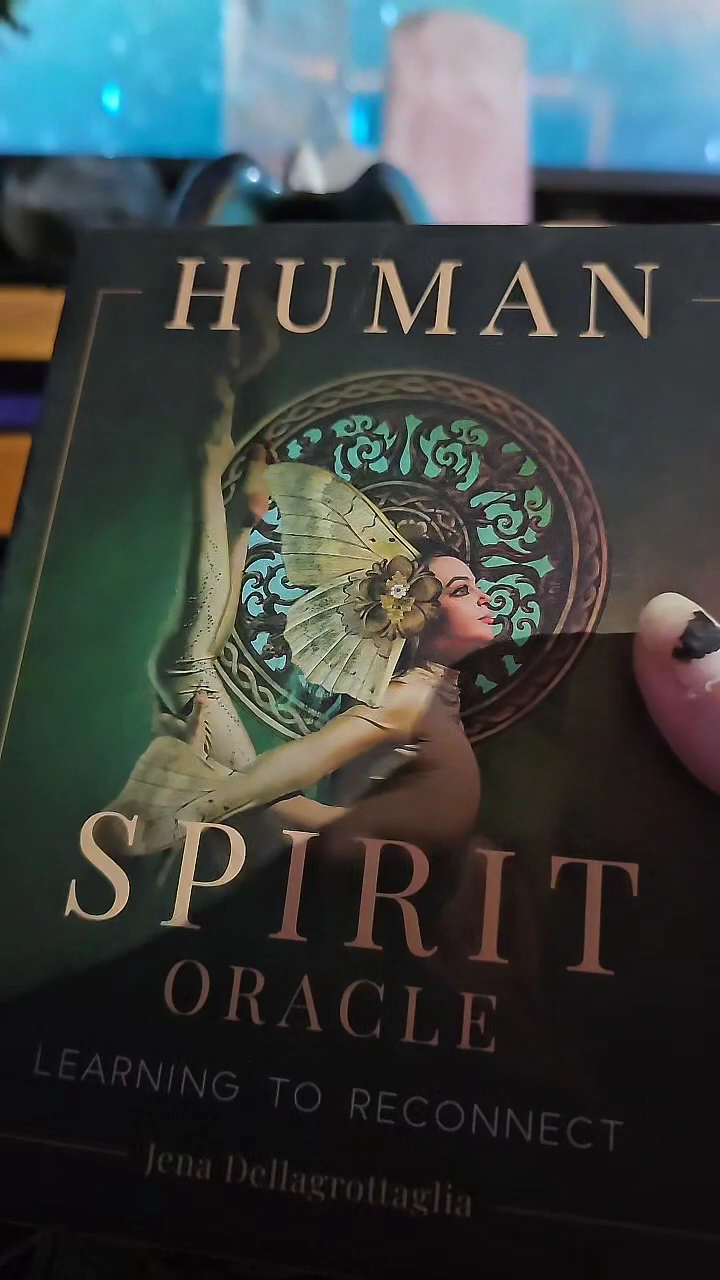 HUMAN
SPIRIT
ORACLE
LEARNING TO RECONNECT
Jena Dellagrottaglia